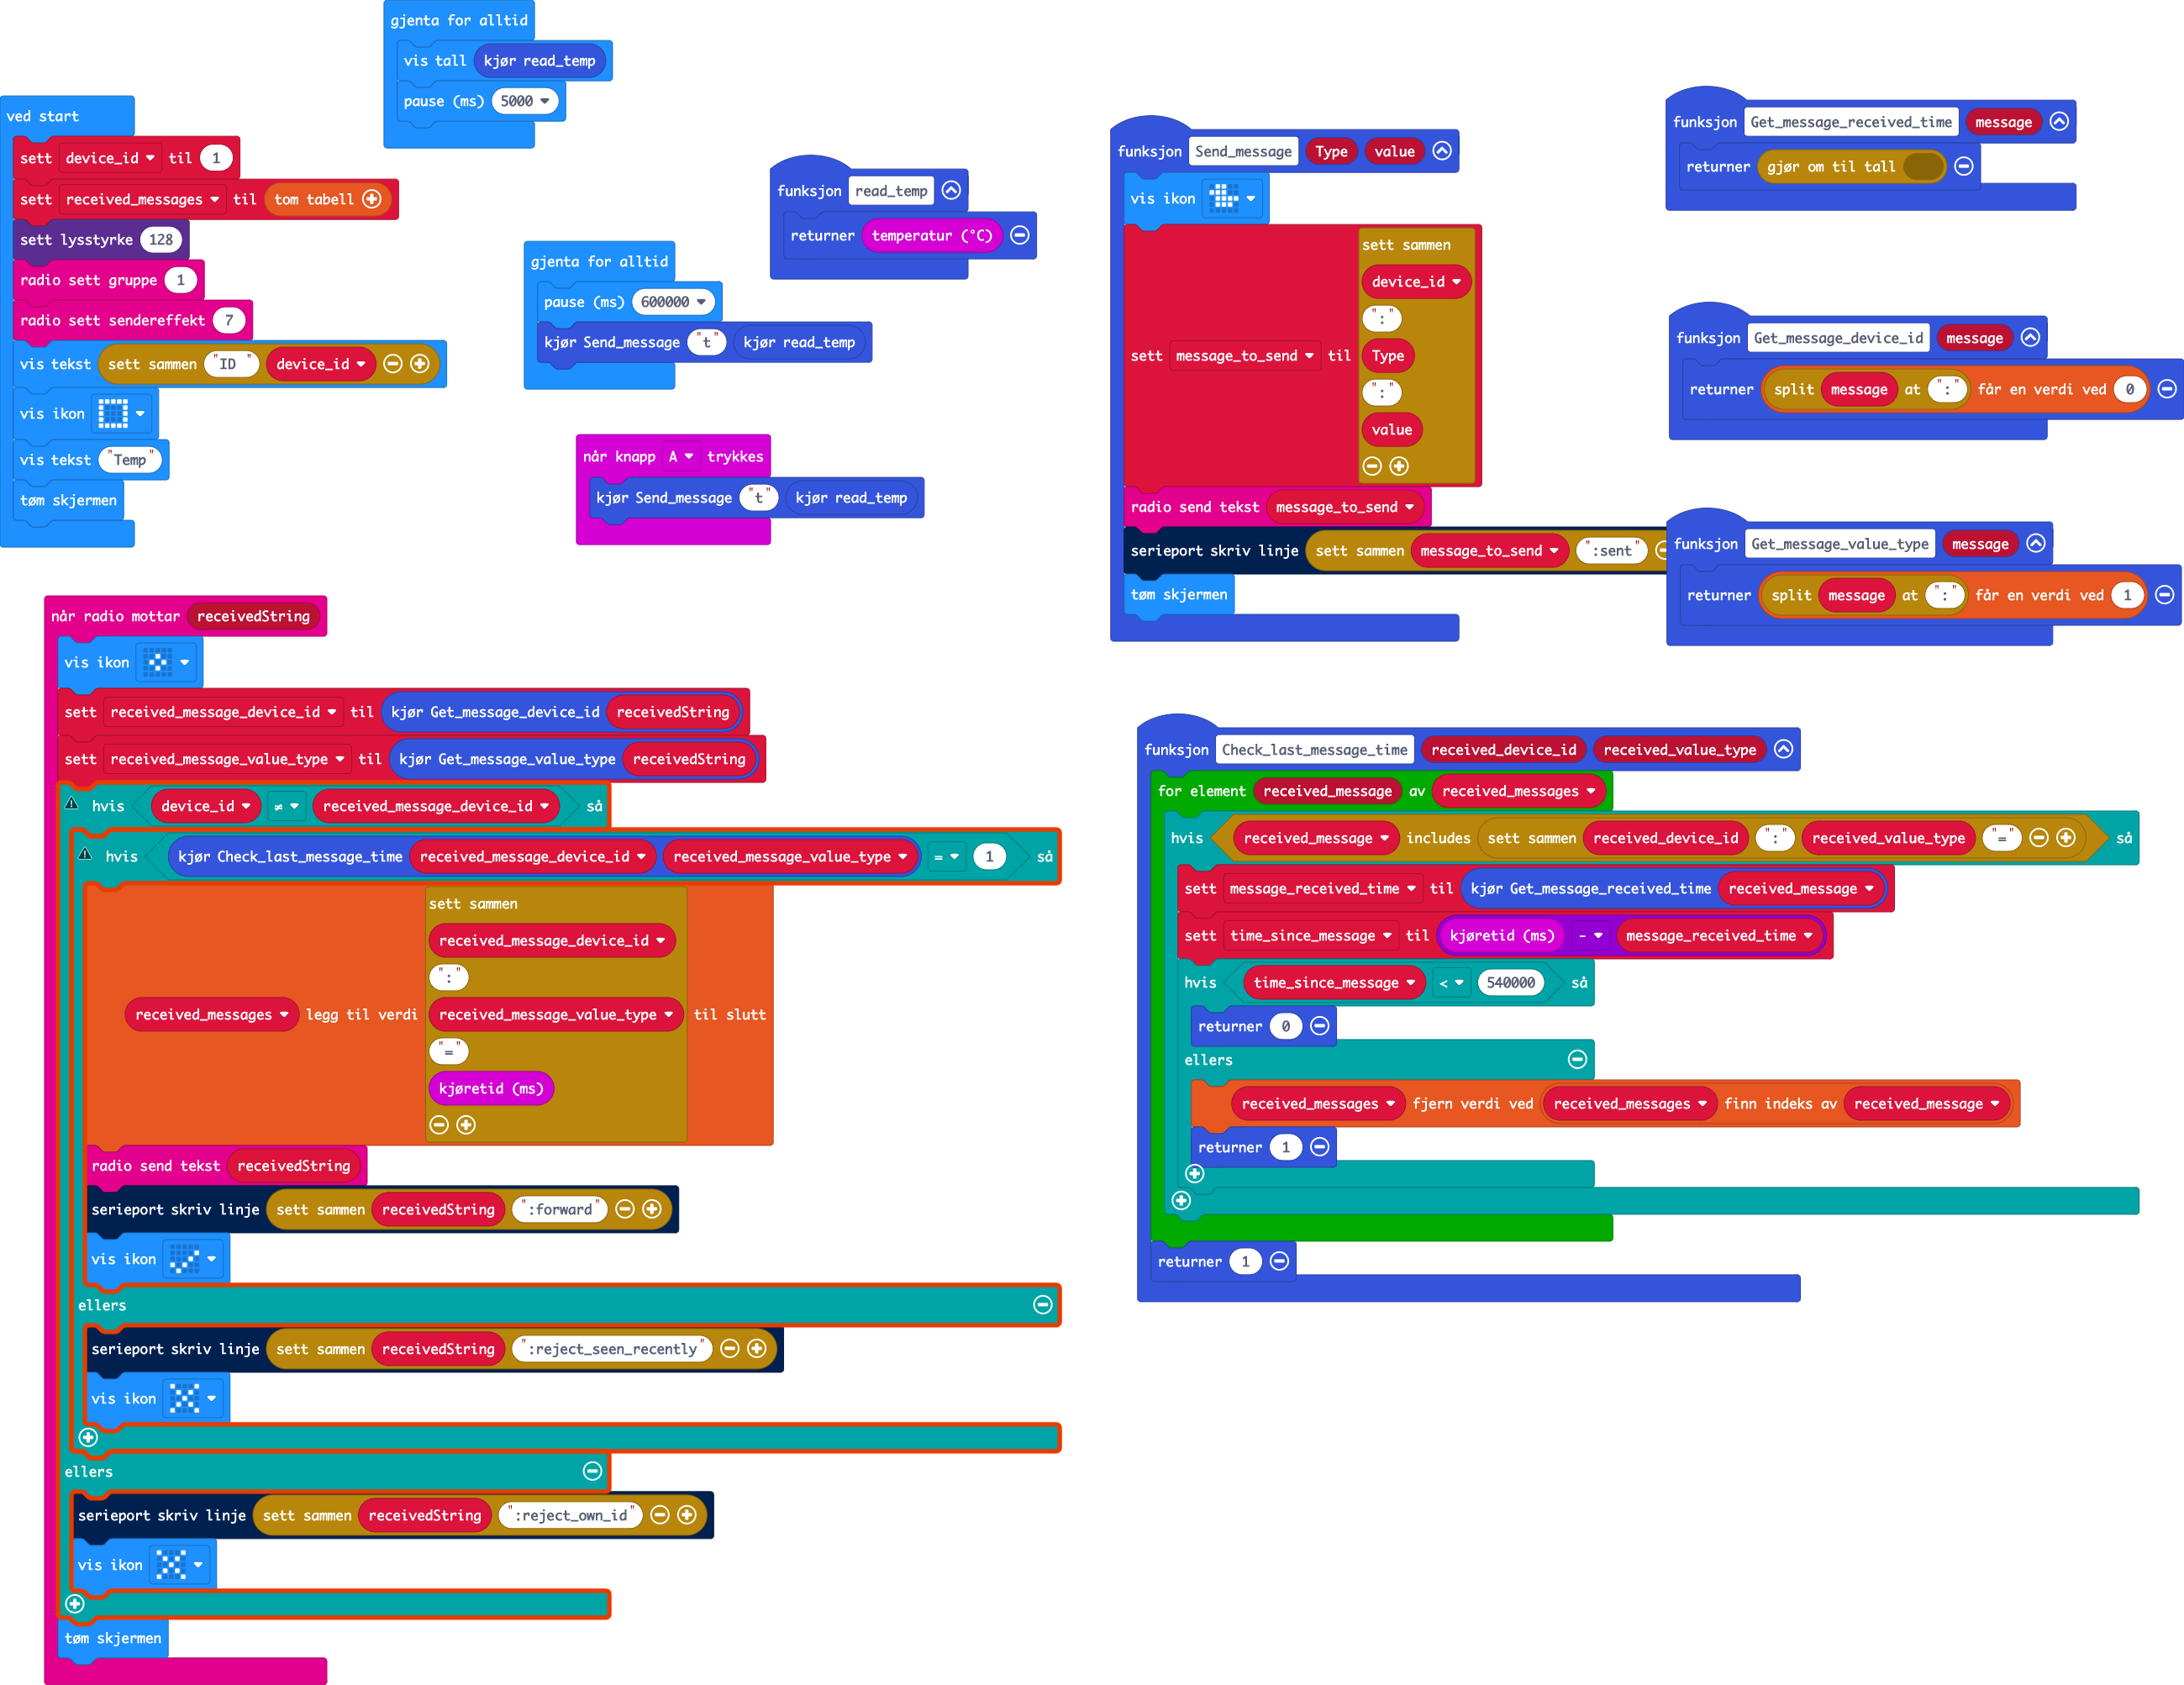 gjenta for alltid
vis tall kjør read_temp
pause (ms) 5000
ved start
sett device_id til 1
sett received_messages til tom tabell
sett lysstyrke 128
radio sett gruppe 1
radio sett sendereffekt 7
vis tekst sett sammen "ID " device_id
vis ikon
vis tekst "Temp"
tøm skjermen
funksjon read_temp
returner temperatur (°C)
gjenta for alltid
pause (ms) 600000
kjør Send_message "t" kjør read_temp
når knapp A trykkes
kjør Send_message "t" kjør read_temp
funksjon Send_message Type value
vis ikon
sett message_to_send til
sett sammen
device_id
":"
Type
":"
value
radio send tekst message_to_send
serieport skriv linje sett sammen message_to_send ":sent"
tøm skjermen
funksjon Get_message_received_time message
returner gjør om til tall
funksjon Get_message_device_id message
returner split message at ":" får en verdi ved 0
funksjon Get_message_value_type message
returner split message at ":" får en verdi ved 1
når radio mottar receivedString
vis ikon
sett received_message_device_id til kjør Get_message_device_id receivedString
sett received_message_value_type til kjør Get_message_value_type receivedString
hvis device_id ≠ received_message_device_id så
hvis kjør Check_last_message_time received_message_device_id received_message_value_type = 1 så
received_messages legg til verdi
sett sammen
received_message_device_id
":"
received_message_value_type
"="
kjøretid (ms)
til slutt
radio send tekst receivedString
serieport skriv linje sett sammen receivedString ":forward"
vis ikon
ellers
serieport skriv linje sett sammen receivedString ":reject_seen_recently"
vis ikon
ellers
serieport skriv linje sett sammen receivedString ":reject_own_id"
vis ikon
tøm skjermen
funksjon Check_last_message_time received_device_id received_value_type
for element received_message av received_messages
hvis received_message includes sett sammen received_device_id ":" received_value_type "=" så
sett message_received_time til kjør Get_message_received_time received_message
sett time_since_message til kjøretid (ms) - message_received_time
hvis time_since_message < 540000 så
returner 0
ellers
received_messages fjern verdi ved received_messages finn indeks av received_message
returner 1
returner 1